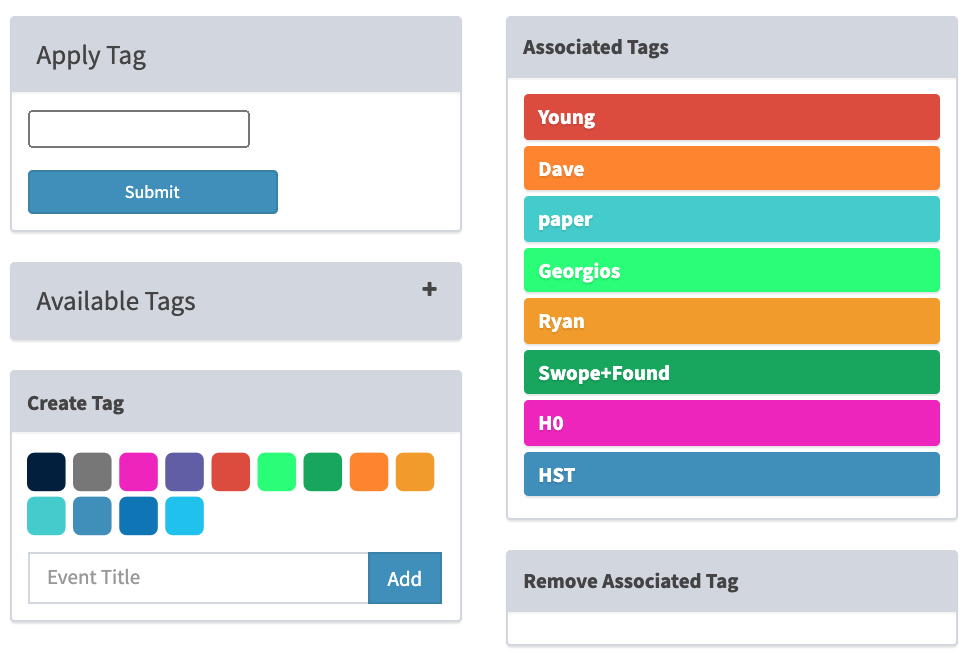 Apply Tag
Submit
Available Tags
+
Create Tag
Event Title
Add
Associated Tags
Young
Dave
paper
Georgios
Ryan
Swope+Found
H0
HST
Remove Associated Tag